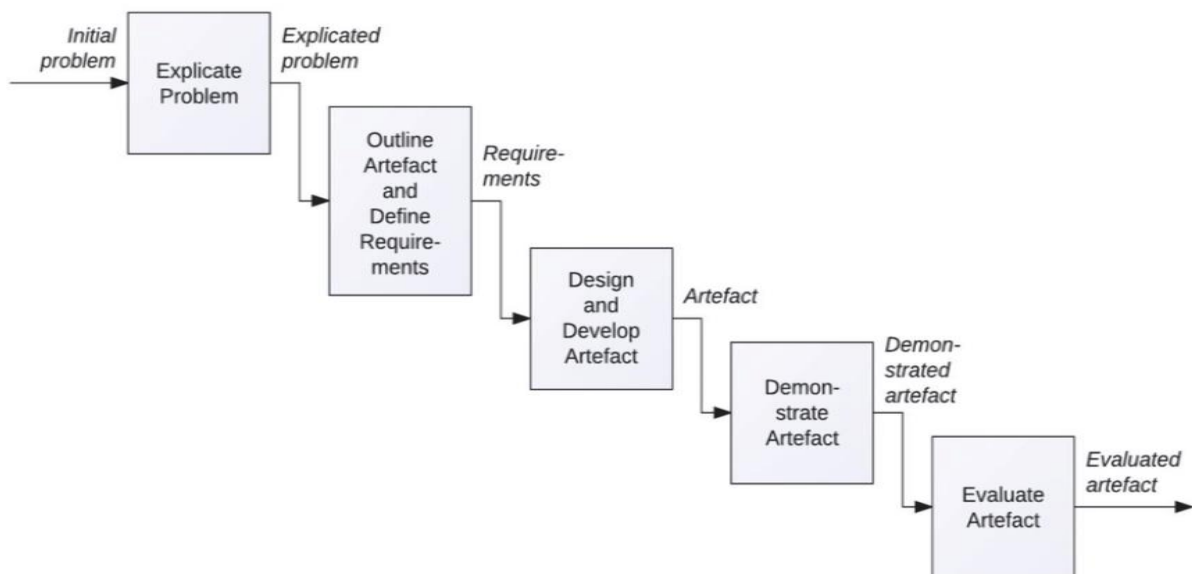 Initial
problem
Explicate
Problem
Explicated
problem
Outline
Artefact
and
Define
Require-
ments
Require-
ments
Design
and
Develop
Artefact
Artefact
Demon-
strate
Artefact
Demon-
strated
artefact
Evaluate
Artefact
Evaluated
artefact